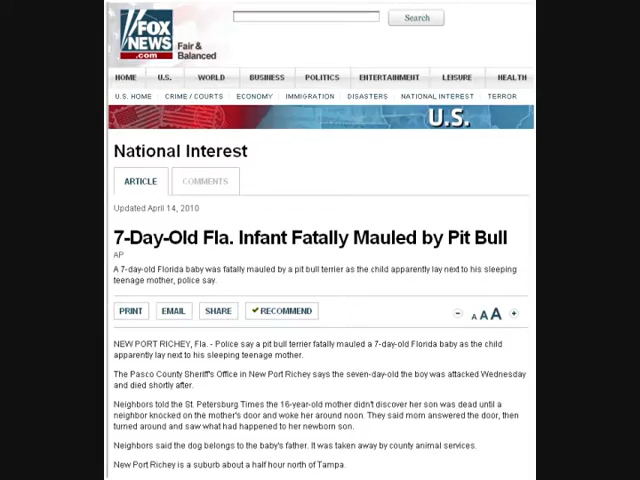 Search
FOX
NEWS
.com
Fair &
Balanced
HOME U.S. WORLD BUSINESS POLITICS ENTERTAINMENT LEISURE HEALTH
U.S. HOME CRIME / COURTS ECONOMY IMMIGRATION DISASTERS NATIONAL INTEREST TERROR
U.S.
National Interest
ARTICLE COMMENTS
Updated April 14, 2010
7-Day-Old Fla. Infant Fatally Mauled by Pit Bull
AP
A 7-day-old Florida baby was fatally mauled by a pit bull terrier as the child apparently lay next to his sleeping
teenage mother, police say.
PRINT EMAIL SHARE RECOMMEND − A A A +
NEW PORT RICHEY, Fla. - Police say a pit bull terrier fatally mauled a 7-day-old Florida baby as the child
apparently lay next to his sleeping teenage mother.
The Pasco County Sheriff's Office in New Port Richey says the seven-day-old the boy was attacked Wednesday
and died shortly after.
Neighbors told the St. Petersburg Times the 16-year-old mother didn't discover her son was dead until a
neighbor knocked on the mother's door and woke her around noon. They said mom answered the door, then
turned around and saw what had happened to her newborn son.
Neighbors said the dog belongs to the baby's father. It was taken away by county animal services.
New Port Richey is a suburb about a half hour north of Tampa.